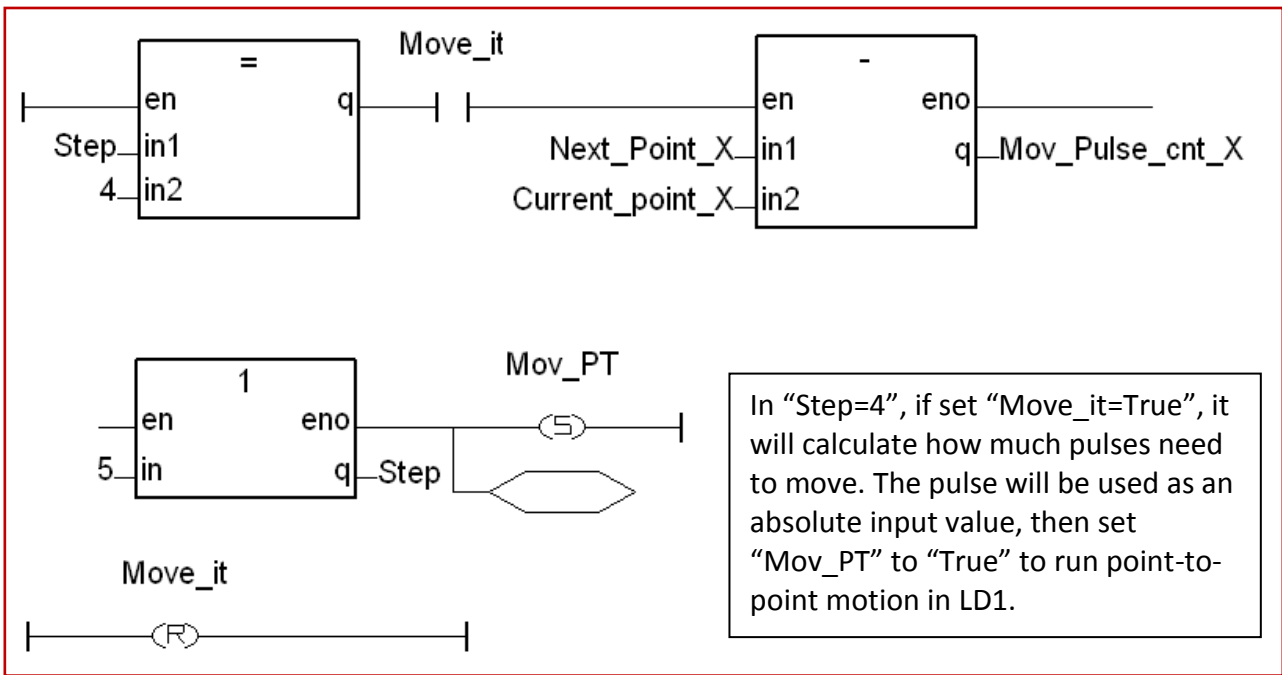 Move_it
= -
en q en eno
Step in1 Next_Point_X in1 q Mov_Pulse_cnt_X
4 in2 Current_point_X in2
Mov_PT
1
en eno S
5 in q Step
In “Step=4”, if set “Move_it=True”, it
will calculate how much pulses need
to move. The pulse will be used as an
absolute input value, then set
“Mov_PT” to “True” to run point-to-
point motion in LD1.
Move_it
R